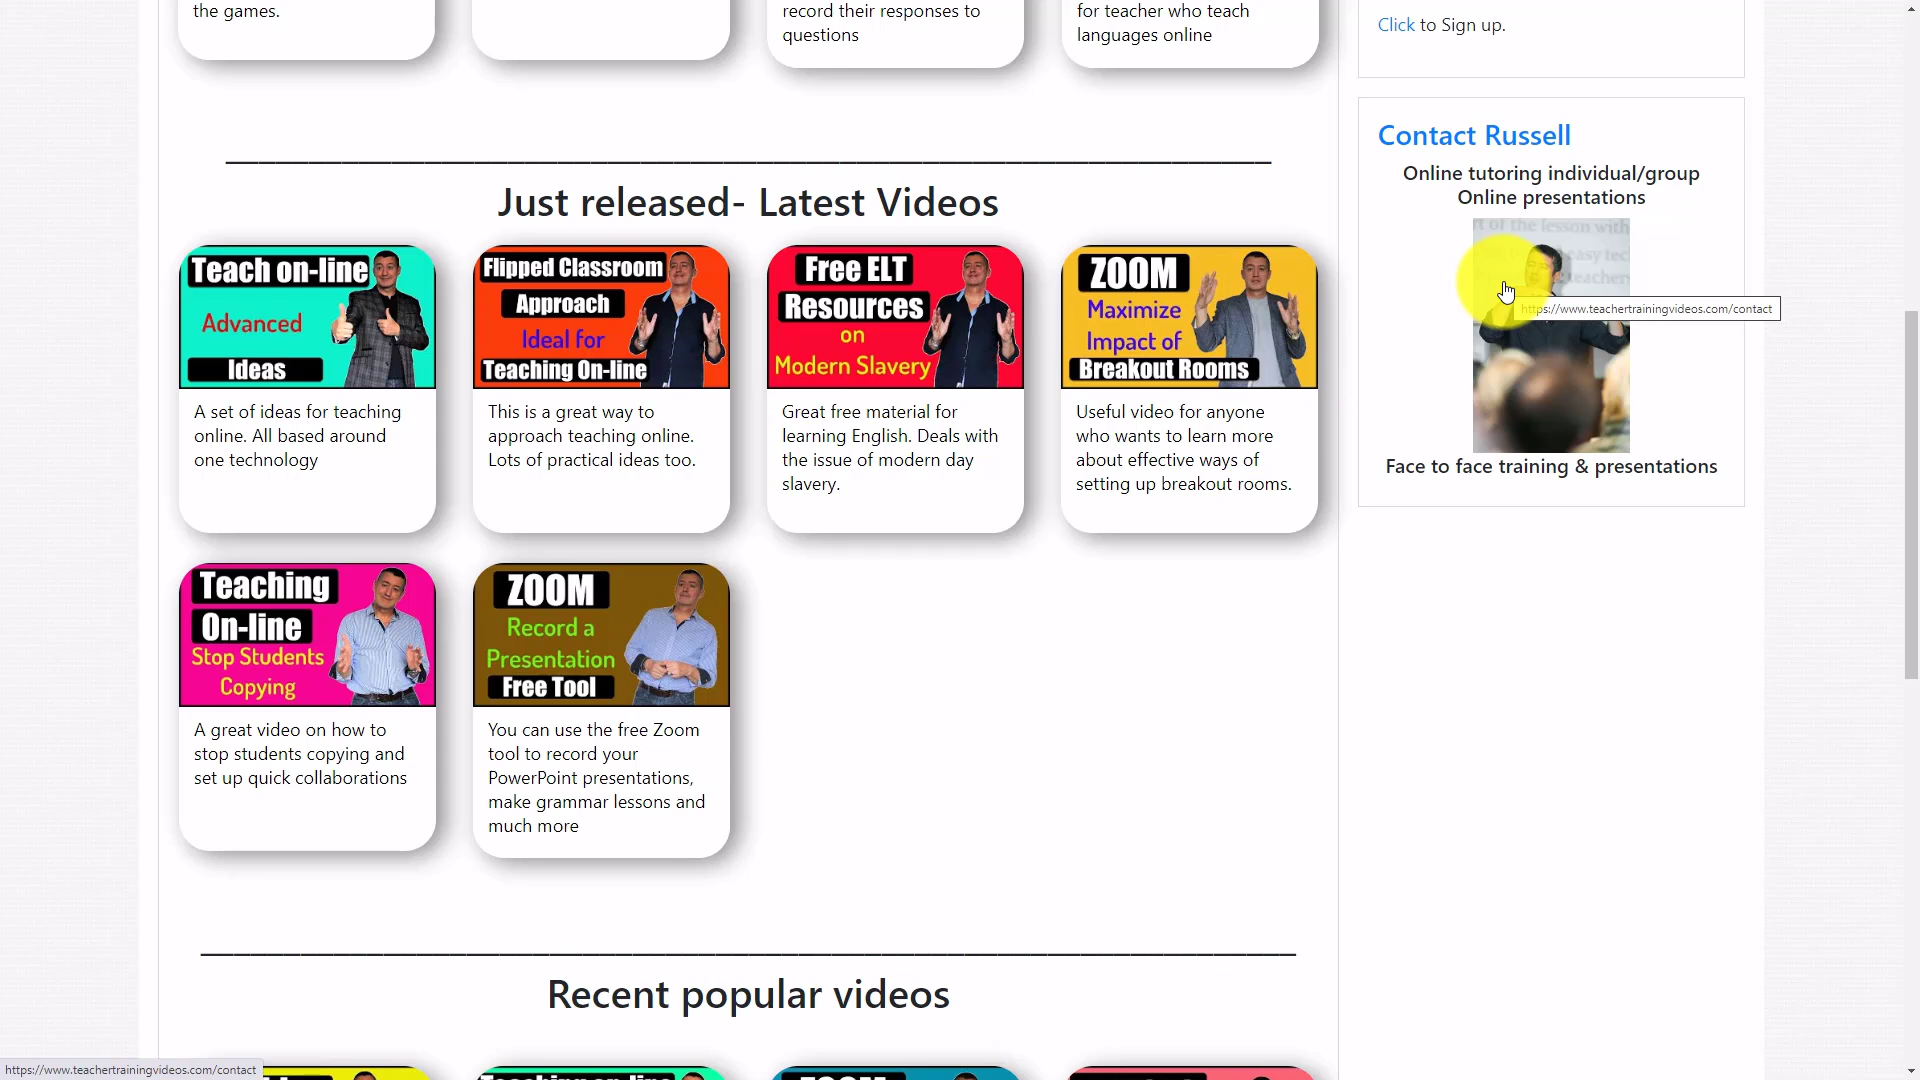 the games.
record their responses to
questions
for teacher who teach
languages online
Click to Sign up.
Just released- Latest Videos
Teach on-line
Advanced
Ideas
A set of ideas for teaching
online. All based around
one technology
Flipped Classroom
Approach
Ideal for
Teaching On-line
This is a great way to
approach teaching online.
Lots of practical ideas too.
Free ELT
Resources
on
Modern Slavery
Great free material for
learning English. Deals with
the issue of modern day
slavery.
ZOOM
Maximize
Impact of
Breakout Rooms
Useful video for anyone
who wants to learn more
about effective ways of
setting up breakout rooms.
Teaching
On-line
Stop Students
Copying
A great video on how to
stop students copying and
set up quick collaborations
ZOOM
Record a
Presentation
Free Tool
You can use the free Zoom
tool to record your
PowerPoint presentations,
make grammar lessons and
much more
Recent popular videos
Contact Russell
Online tutoring individual/group
Online presentations
rt of the lesson with
easy tec
teachers
https://www.teachertrainingvideos.com/contact
Face to face training & presentations
https://www.teachertrainingvideos.com/contact